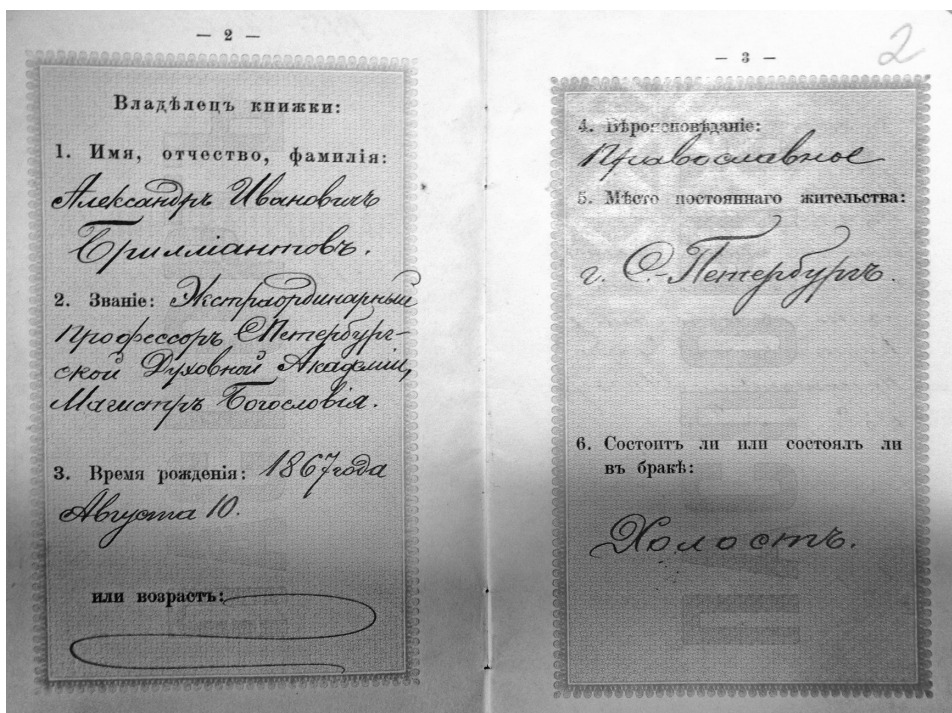 — 2 —
Владѣлецъ книжки:
1. Имя, отчество, фамилія:
Александръ Ивановичъ
Бриллиантовъ.
2. Званіе: Экстраординарный
Профессоръ СПетербург-
ской Духовной Академіи,
Магистръ Богословія.
3. Время рожденія: 1867 года
Августа 10.
или возрастъ:
2
— 3 —
4. Вѣроисповѣданіе:
Православное
5. Мѣсто постояннаго жительства:
г. С.-Петербургъ.
6. Состоитъ ли или состоялъ ли
въ бракѣ:
Холостъ.